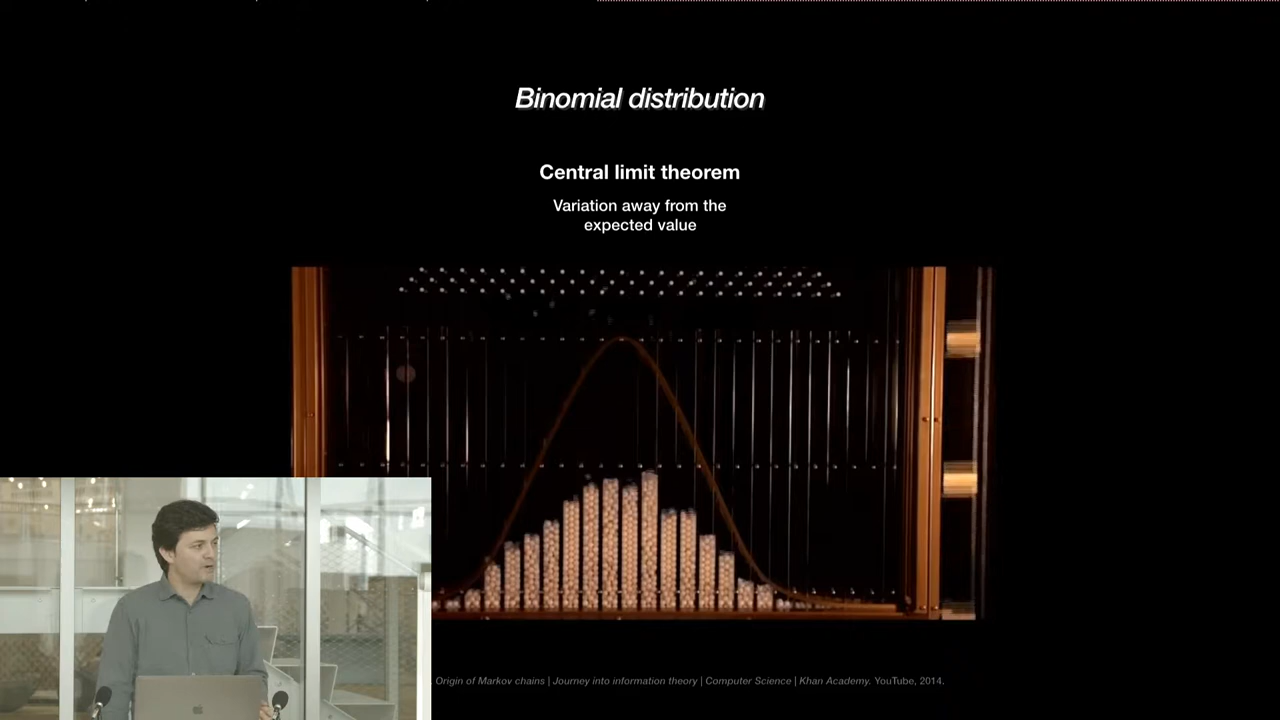 Binomial distribution
Central limit theorem
Variation away from the
expected value
Origin of Markov chains | Journey into information theory | Computer Science | Khan Academy. YouTube, 2014.